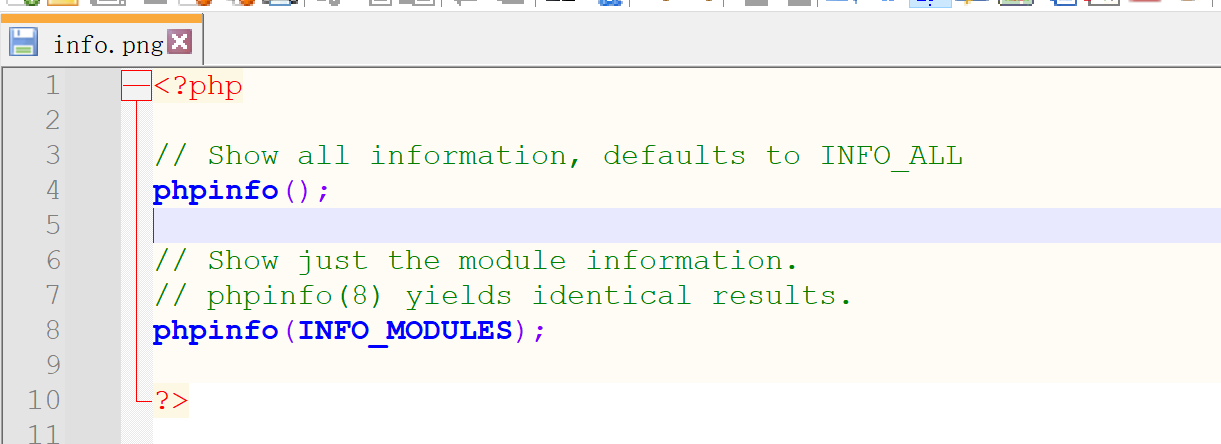 info.png
1 <?php
2
3 // Show all information, defaults to INFO_ALL
4 phpinfo();
5
6 // Show just the module information.
7 // phpinfo(8) yields identical results.
8 phpinfo(INFO_MODULES);
9
10 ?>
11